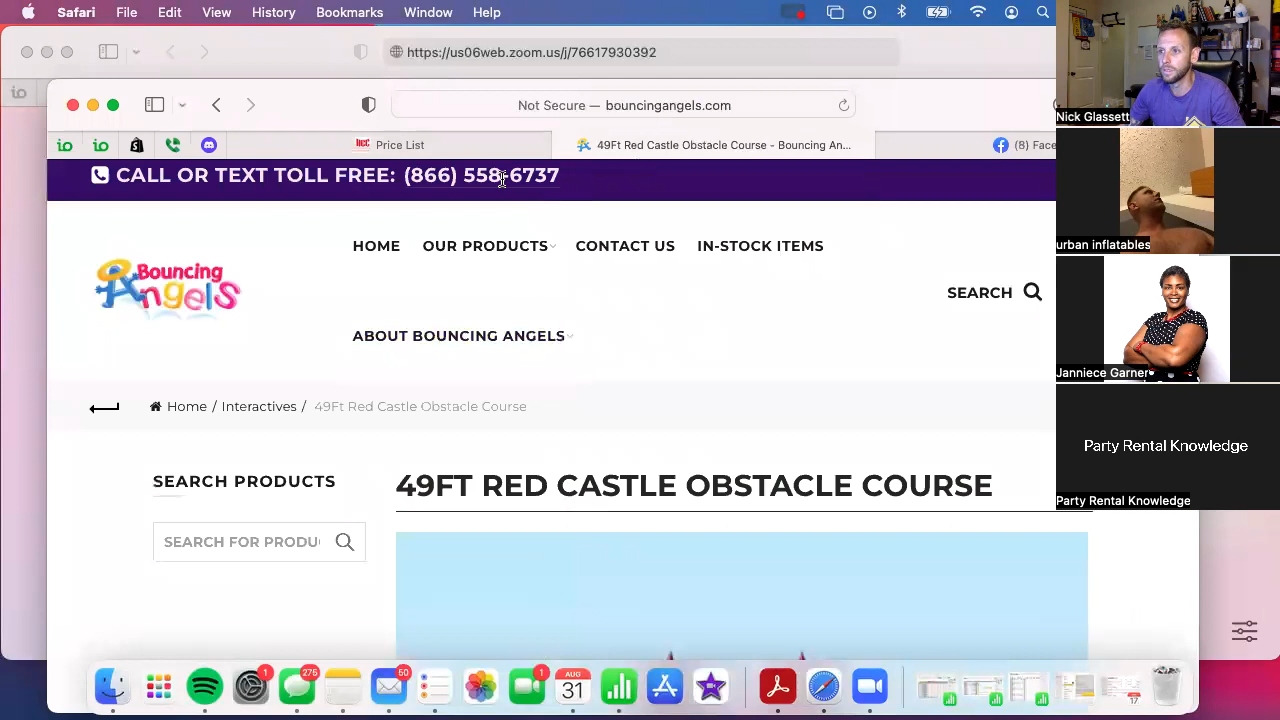 Safari File Edit View History Bookmarks Window Help
https://us06web.zoom.us/j/76617930392
Not Secure — bouncingangels.com
Price List
49Ft Red Castle Obstacle Course - Bouncing An...
(8) Face
CALL OR TEXT TOLL FREE: (866) 558-6737
HOME OUR PRODUCTS CONTACT US IN-STOCK ITEMS
Bouncing
Angels
SEARCH
ABOUT BOUNCING ANGELS
Home / Interactives / 49Ft Red Castle Obstacle Course
SEARCH PRODUCTS
SEARCH FOR PRODU
49FT RED CASTLE OBSTACLE COURSE
Nick Glassett
urban inflatables
Janniece Garner
Party Rental Knowledge
Party Rental Knowledge
1
275
50
1
AUG
31
17